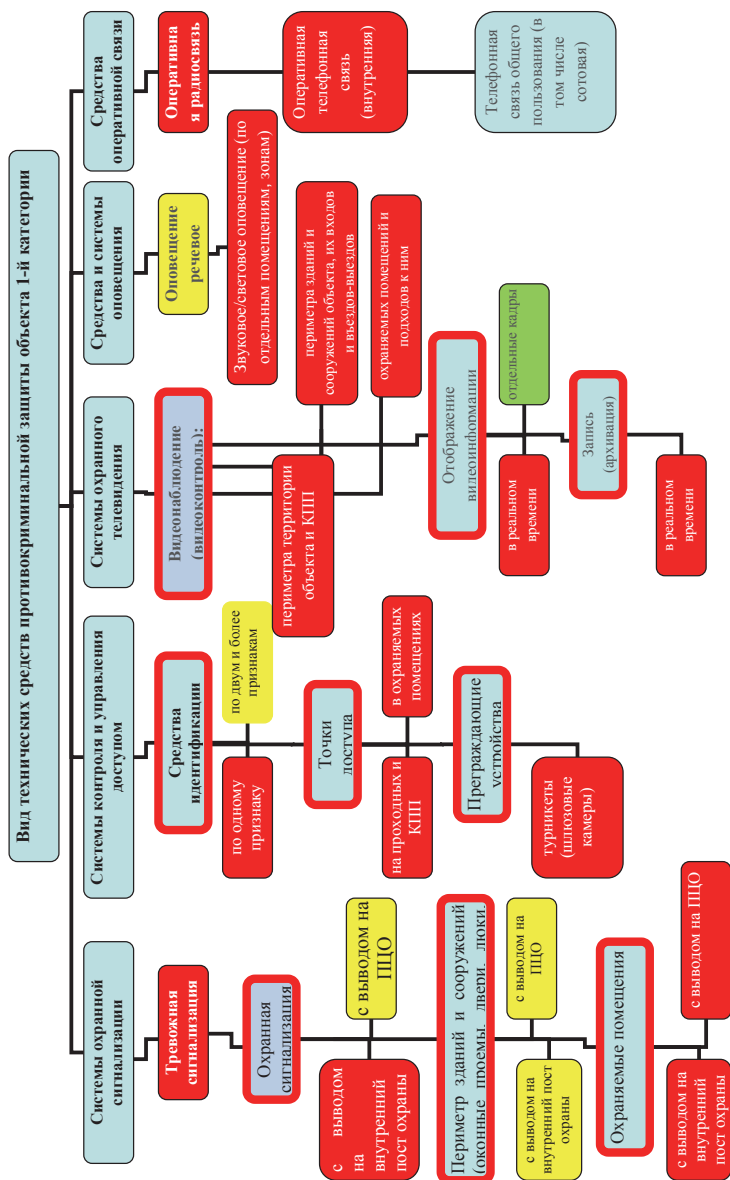 Вид технических средств противокриминальной защиты объекта 1-й категории
Системы охранной
сигнализации
Тревожная
сигнализация
Охранная
сигнализация
с выводом
на
внутренний
пост охраны
с выводом на
ПЦО
Периметр зданий и сооружений
(оконные проемы, двери, люки,
с выводом на
внутренний пост
охраны
с выводом на
ПЦО
Охраняемые помещения
с выводом на
внутренний
пост охраны
с выводом на ПЦО
Системы контроля и управления
доступом
Средства
идентификации
по одному
признаку
по двум и более
признакам
Точки
доступа
на проходных и
КПП
в охраняемых
помещениях
Преграждающие
устройства
турникеты
(шлюзовые
камеры)
Системы охранного
телевидения
Видеонаблюдение
(видеоконтроль):
периметра территории
объекта и КПП
периметра зданий и
сооружений объекта, их входов
и въездов-выездов
охраняемых помещений и
подходов к ним
Отображение
видеоинформации
в реальном
времени
отдельные кадры
Запись
(архивация)
в реальном
времени
Средства и системы
оповещения
Оповещение
речевое
Звуковое/световое оповещение (по
отдельным помещениям, зонам)
Средства
оперативной связи
Оперативна
я радиосвязь
Оперативная
телефонная
связь
(внутренняя)
Телефонная
связь общего
пользования (в
том числе
сотовая)